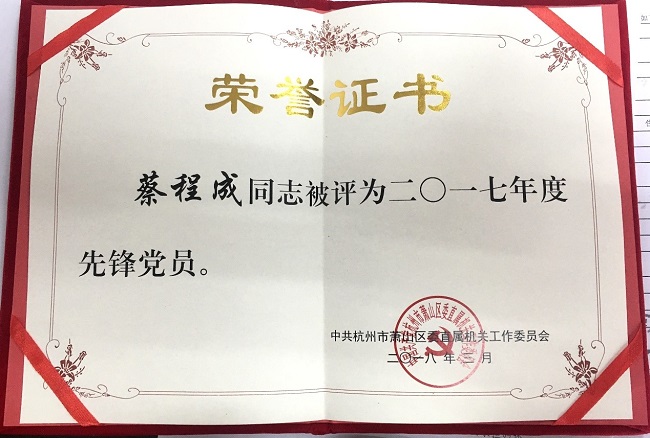 荣誉证书
蔡程成同志被评为二〇一七年度
先锋党员。
中共杭州市萧山区委直属机关工作委员会
二〇一八年三月